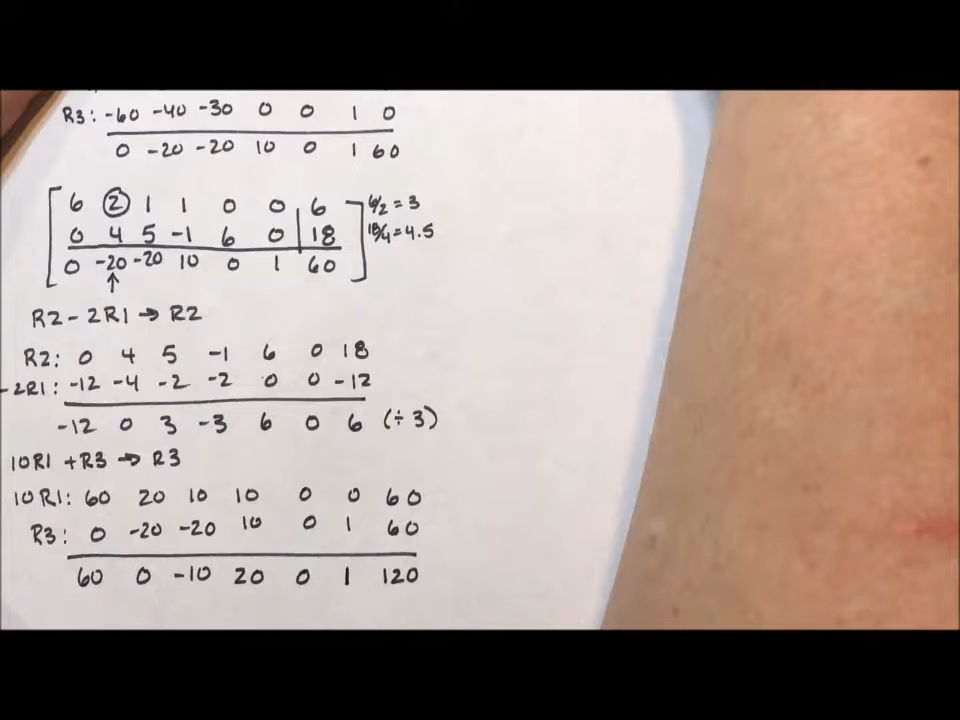 R3: -60 -40 -30 0 0 1 0
0 -20 -20 10 0 1 60
6 2 1 1 0 0 6 6/2 = 3
0 4 5 -1 6 0 18 18/4 = 4.5
0 -20 -20 10 0 1 60
↑
R2 - 2R1 → R2
R2: 0 4 5 -1 6 0 18
-2R1: -12 -4 -2 -2 0 0 -12
-12 0 3 -3 6 0 6 (÷3)
10R1 + R3 → R3
10R1: 60 20 10 10 0 0 60
R3: 0 -20 -20 10 0 1 60
60 0 -10 20 0 1 120